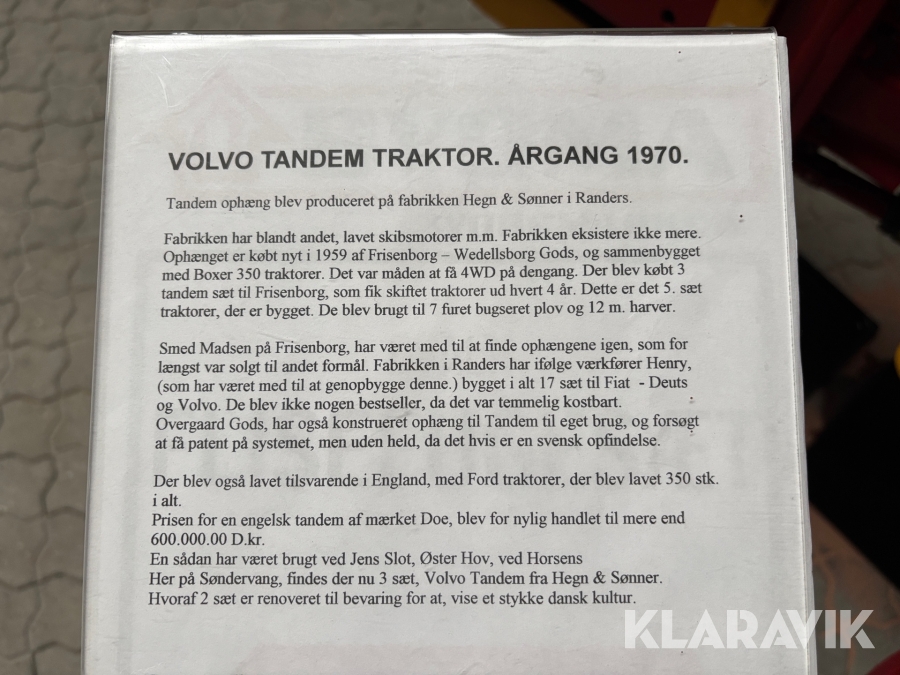 VOLVO TANDEM TRAKTOR. ÅRGANG 1970.
Tandem ophæng blev produceret på fabrikken Hegn & Sønner i Randers.
Fabrikken har blandt andet, lavet skibsmotorer m.m. Fabrikken eksistere ikke mere.
Ophænget er købt nyt i 1959 af Frisenborg – Wedellsborg Gods, og sammenbygget
med Boxer 350 traktorer. Det var måden at få 4WD på dengang. Der blev købt 3
tandem sæt til Frisenborg, som fik skiftet traktorer ud hvert 4 år. Dette er det 5. sæt
traktorer, der er bygget. De blev brugt til 7 furet bugseret plov og 12 m. harver.
Smed Madsen på Frisenborg, har været med til at finde ophængene igen, som for
længst var solgt til andet formål. Fabrikken i Randers har ifølge værkfører Henry,
(som har været med til at genopbygge denne.) bygget i alt 17 sæt til Fiat - Deuts
og Volvo. De blev ikke nogen bestseller, da det var temmelig kostbart.
Overgaard Gods, har også konstrueret ophæng til Tandem til eget brug, og forsøgt
at få patent på systemet, men uden held, da det hvis er en svensk opfindelse.
Der blev også lavet tilsvarende i England, med Ford traktorer, der blev lavet 350 stk.
i alt.
Prisen for en engelsk tandem af mærket Doe, blev for nylig handlet til mere end
600.000.00 D.kr.
En sådan har været brugt ved Jens Slot, Øster Hov, ved Horsens
Her på Søndervang, findes der nu 3 sæt, Volvo Tandem fra Hegn & Sønner.
Hvoraf 2 sæt er renoveret til bevaring for at, vise et stykke dansk kultur.
KLARAVIK